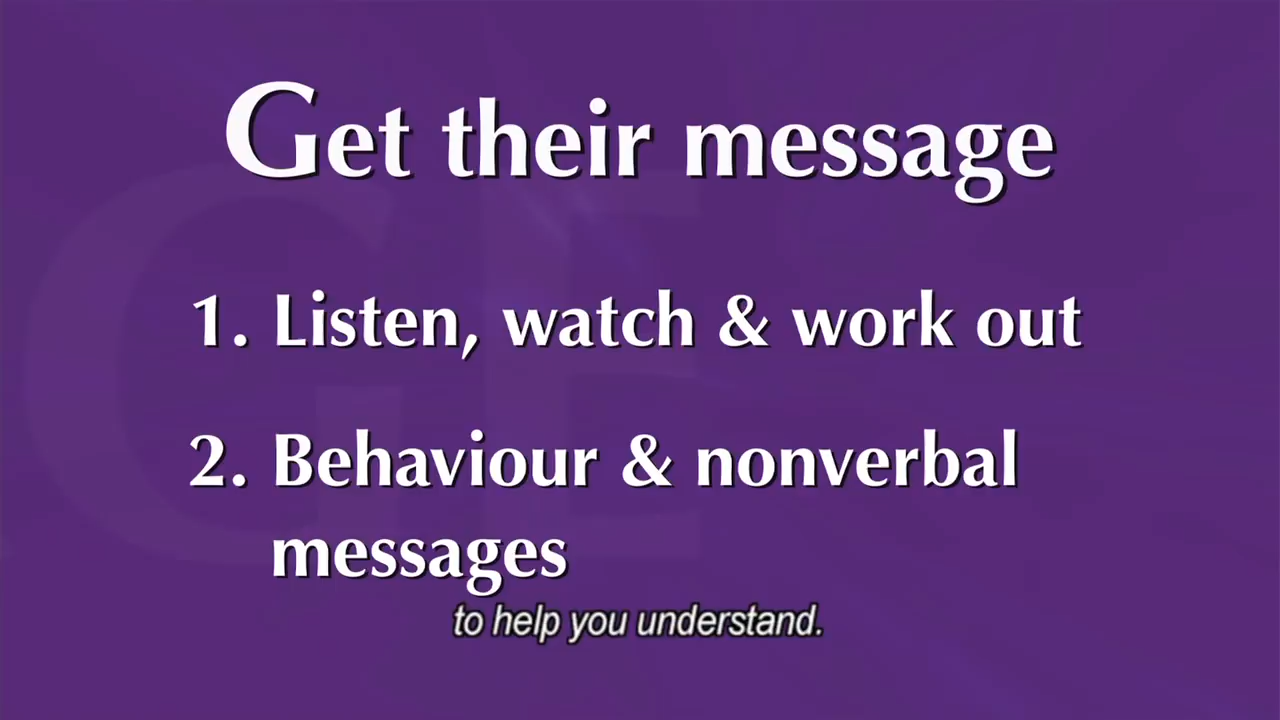 Get their message
1. Listen, watch & work out
2. Behaviour & nonverbal
messages
to help you understand.